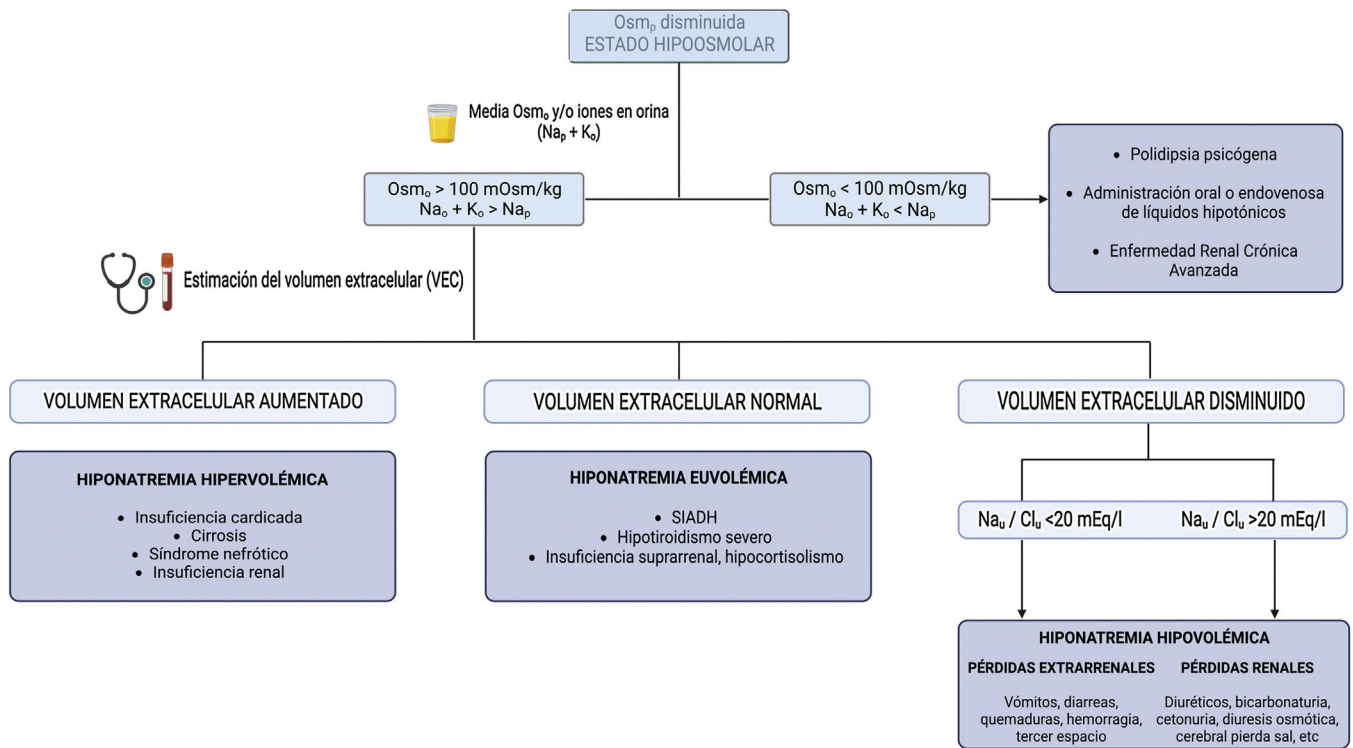 Osmₚ disminuida
ESTADO HIPOOSMOLAR
Media Osmₒ y/o iones en orina
(Naₚ + Kₒ)
Osmₒ > 100 mOsm/kg
Naₒ + Kₒ > Naₚ
Osmₒ < 100 mOsm/kg
Naₒ + Kₒ < Naₚ
• Polidipsia psicógena
• Administración oral o endovenosa
de líquidos hipotónicos
• Enfermedad Renal Crónica
Avanzada
Estimación del volumen extracelular (VEC)
VOLUMEN EXTRACELULAR AUMENTADO
VOLUMEN EXTRACELULAR NORMAL
VOLUMEN EXTRACELULAR DISMINUIDO
HIPONATREMIA HIPERVOLÉMICA
• Insuficiencia cardicada
• Cirrosis
• Síndrome nefrótico
• Insuficiencia renal
HIPONATREMIA EUVOLÉMICA
• SIADH
• Hipotiroidismo severo
• Insuficiencia suprarrenal, hipocortisolismo
Naᵤ / Clᵤ <20 mEq/l
Naᵤ / Clᵤ >20 mEq/l
HIPONATREMIA HIPOVOLÉMICA
PÉRDIDAS EXTRARRENALES
Vómitos, diarreas,
quemaduras, hemorragia,
tercer espacio
PÉRDIDAS RENALES
Diuréticos, bicarbonaturia,
cetonuria, diuresis osmótica,
cerebral pierda sal, etc